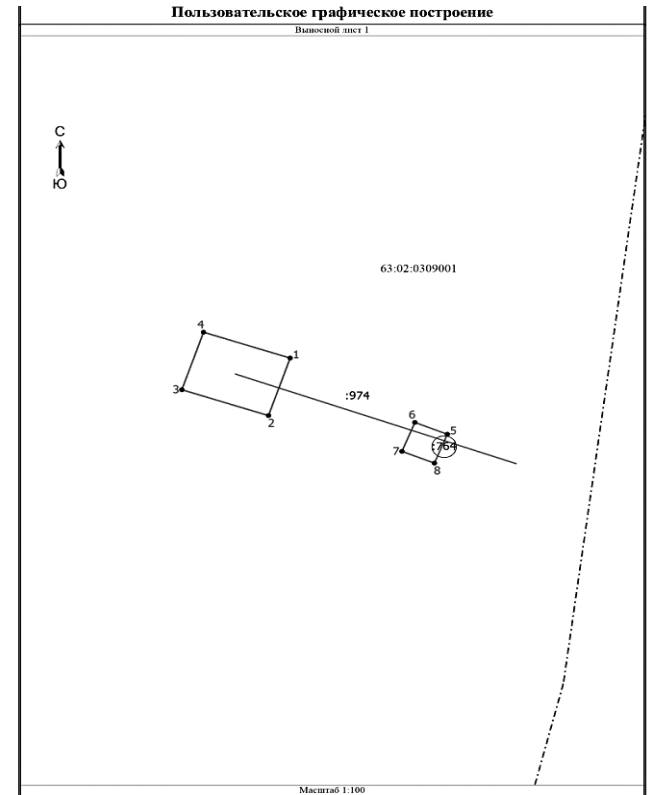 Пользовательское графическое построение
Выносной лист 1
С
Ю
63:02:0309001
4
1
3
:974
2
6
5
:764
7
8
Масштаб 1:100